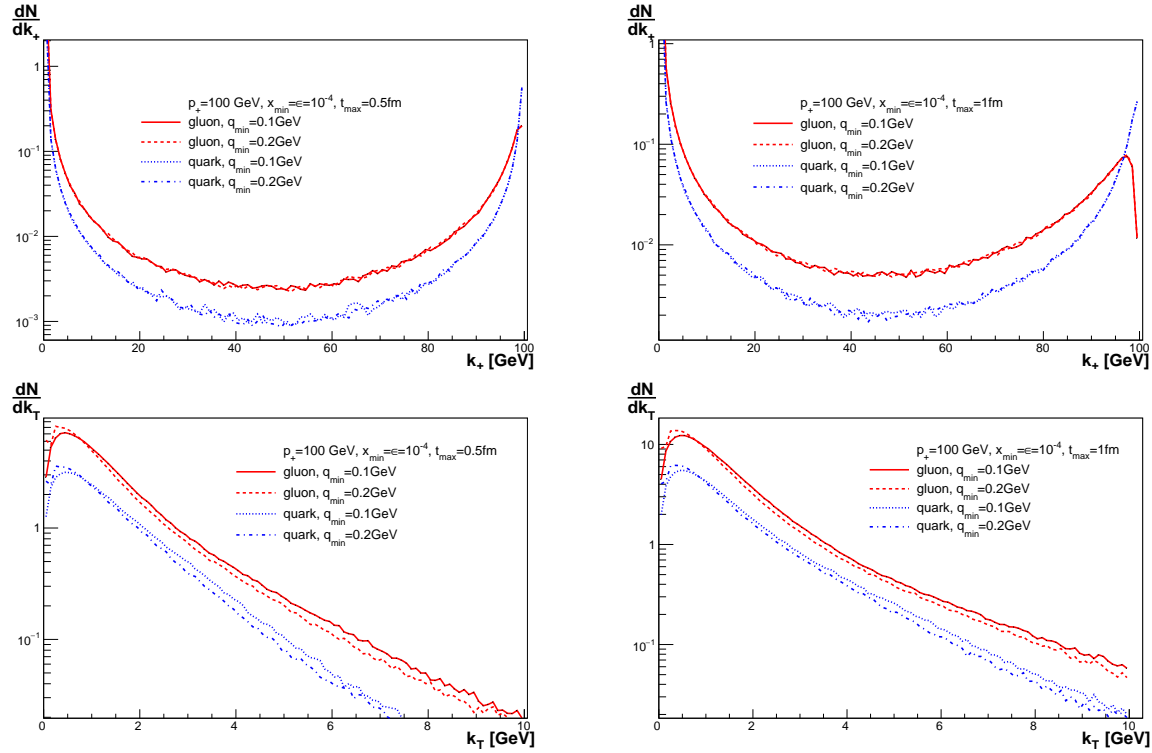 dN
dk+
1
10−1
10−2
10−3
p+=100 GeV, xmin=∈=10-4, tmax=0.5fm
gluon, qmin=0.1GeV
gluon, qmin=0.2GeV
quark, qmin=0.1GeV
quark, qmin=0.2GeV
0 20 40 60 80 100
k+ [GeV]
dN
dk+
1
10−1
10−2
p+=100 GeV, xmin=∈=10-4, tmax=1fm
gluon, qmin=0.1GeV
gluon, qmin=0.2GeV
quark, qmin=0.1GeV
quark, qmin=0.2GeV
0 20 40 60 80 100
k+ [GeV]
dN
dkT
1
10−1
p+=100 GeV, xmin=∈=10-4, tmax=0.5fm
gluon, qmin=0.1GeV
gluon, qmin=0.2GeV
quark, qmin=0.1GeV
quark, qmin=0.2GeV
0 2 4 6 8 10
kT [GeV]
dN
dkT
10
1
10−1
p+=100 GeV, xmin=∈=10-4, tmax=1fm
gluon, qmin=0.1GeV
gluon, qmin=0.2GeV
quark, qmin=0.1GeV
quark, qmin=0.2GeV
0 2 4 6 8 10
kT [GeV]